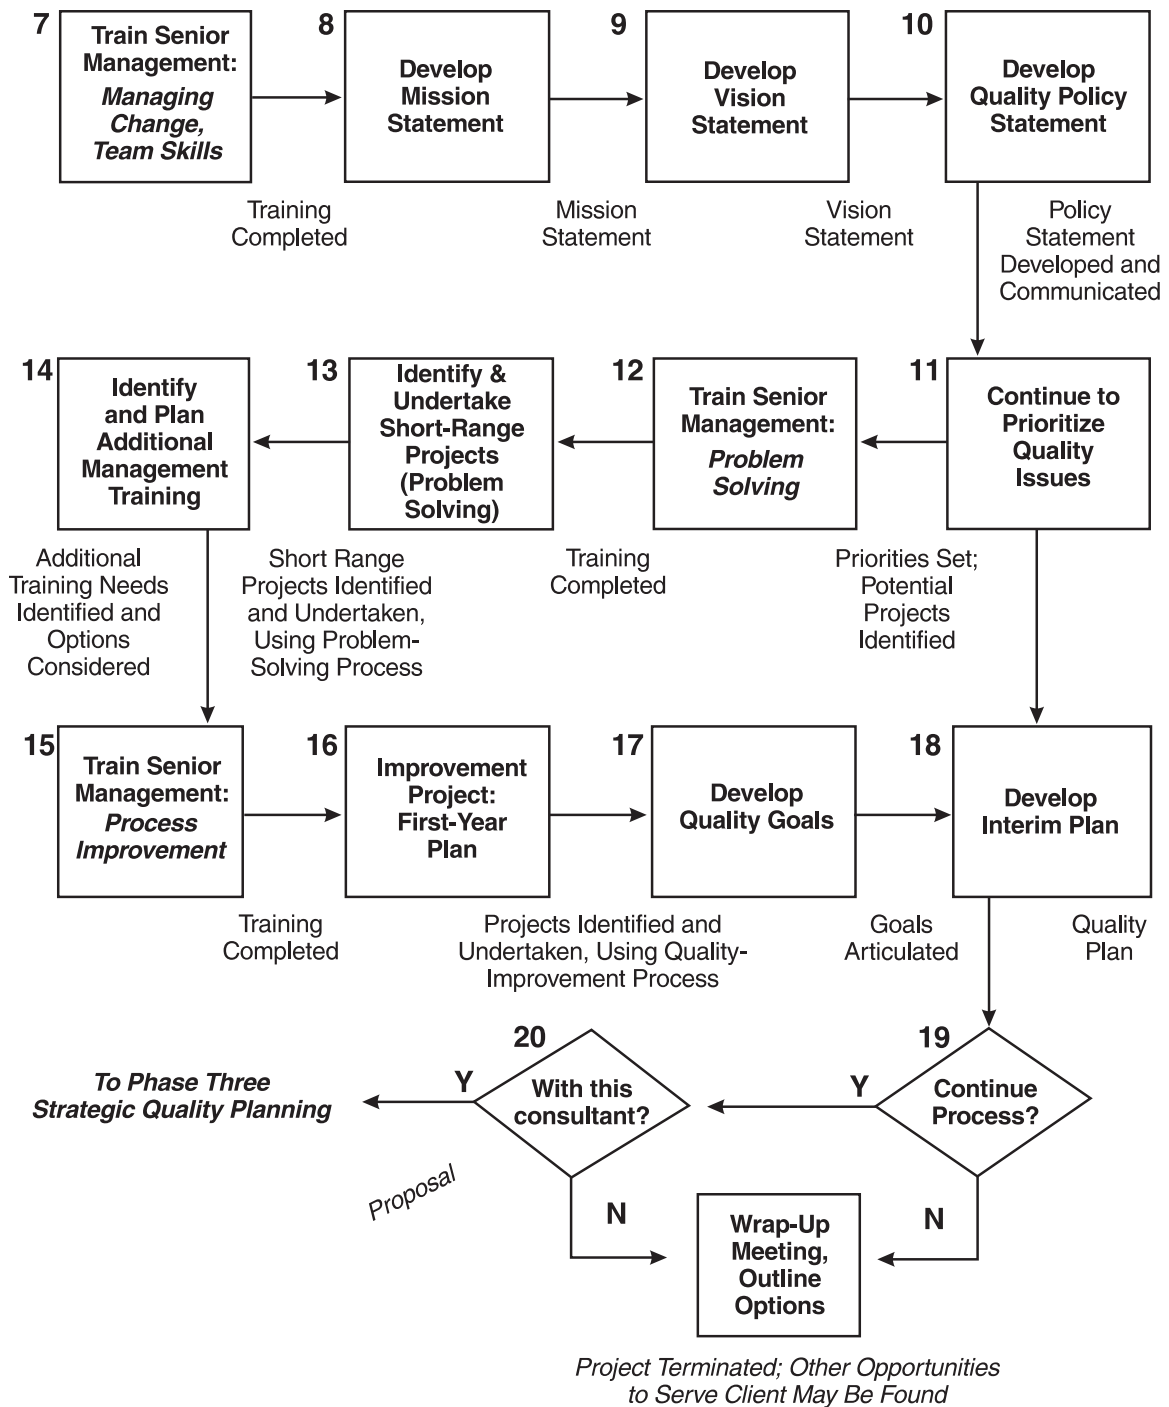 7
Train Senior
Management:
Managing
Change,
Team Skills
8
Develop
Mission
Statement
9
Develop
Vision
Statement
10
Develop
Quality Policy
Statement
Training
Completed
Mission
Statement
Vision
Statement
Policy
Statement
Developed and
Communicated
14
Identify
and Plan
Additional
Management
Training
13
Identify &
Undertake
Short-Range
Projects
(Problem
Solving)
12
Train Senior
Management:
Problem
Solving
11
Continue to
Prioritize
Quality
Issues
Additional
Training Needs
Identified and
Options
Considered
Short Range
Projects Identified
and Undertaken,
Using Problem-
Solving Process
Training
Completed
Priorities Set;
Potential
Projects
Identified
15
Train Senior
Management:
Process
Improvement
16
Improvement
Project:
First-Year
Plan
17
Develop
Quality Goals
18
Develop
Interim Plan
Training
Completed
Projects Identified and
Undertaken, Using Quality-
Improvement Process
Goals
Articulated
Quality
Plan
To Phase Three
Strategic Quality Planning
Y
20
With this
consultant?
Y
19
Continue
Process?
Proposal
N
Wrap-Up
Meeting,
Outline
Options
N
Project Terminated; Other Opportunities
to Serve Client May Be Found